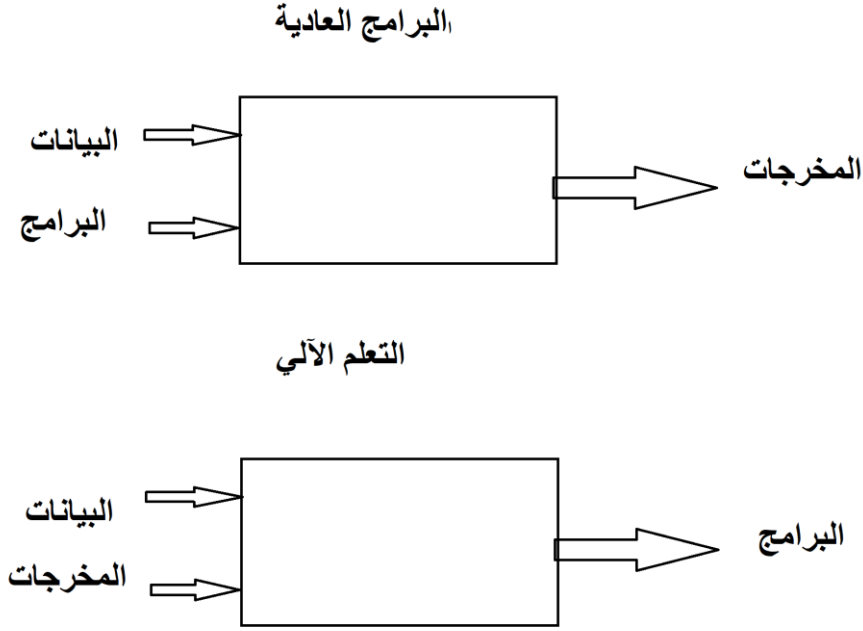 البرامج العادية
البيانات
البرامج
المخرجات
التعلم الآلي
البيانات
المخرجات
البرامج